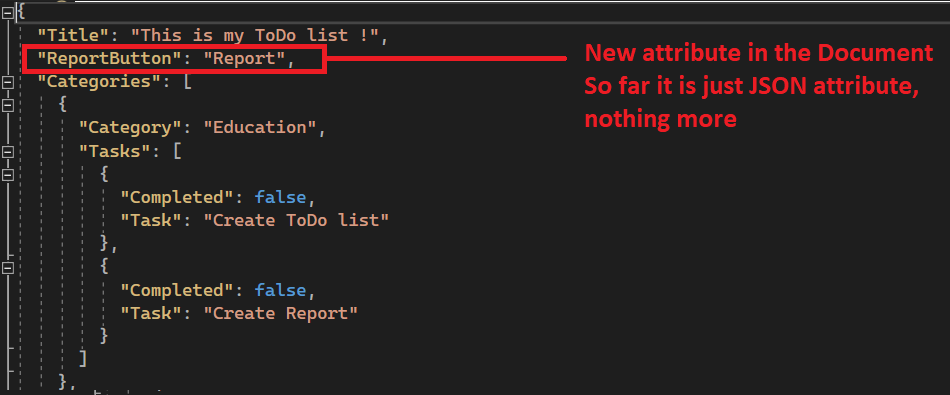 {
"Title": "This is my ToDo list !",
"ReportButton": "Report",
"Categories": [
{
"Category": "Education",
"Tasks": [
{
"Completed": false,
"Task": "Create ToDo list"
},
{
"Completed": false,
"Task": "Create Report"
}
]
},
New attribute in the Document
So far it is just JSON attribute,
nothing more